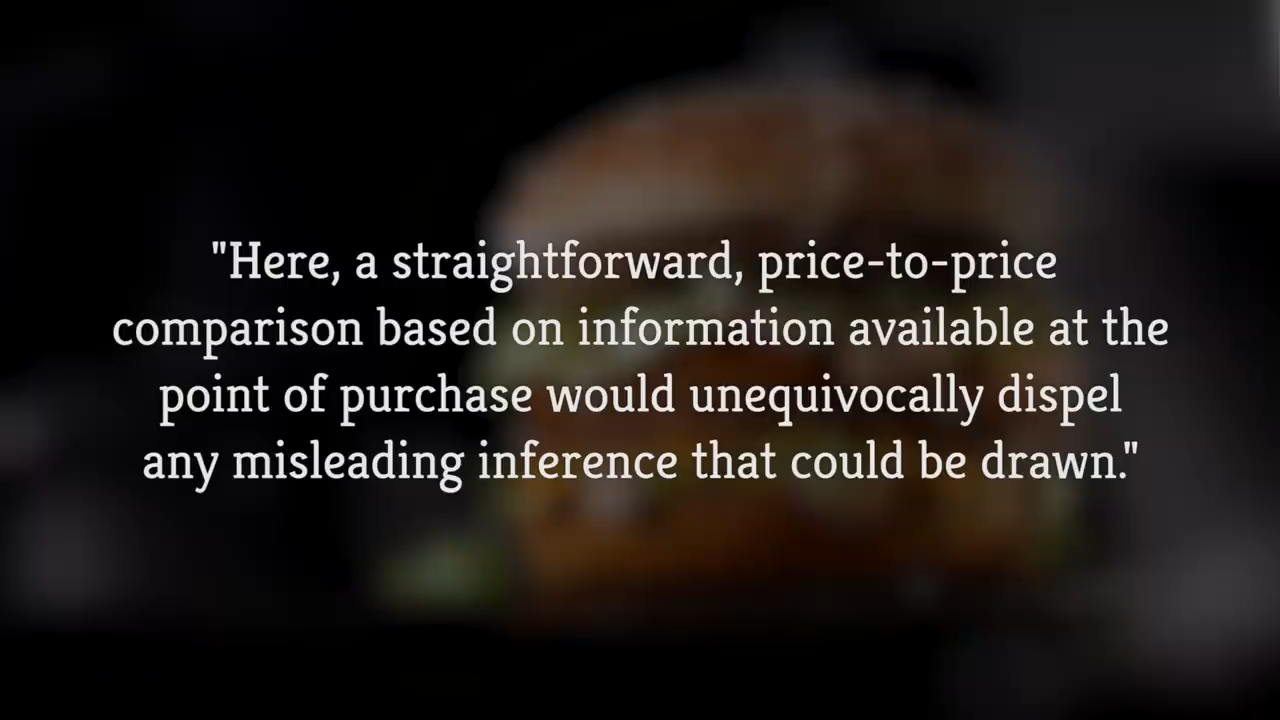 "Here, a straightforward, price-to-price
comparison based on information available at the
point of purchase would unequivocally dispel
any misleading inference that could be drawn."